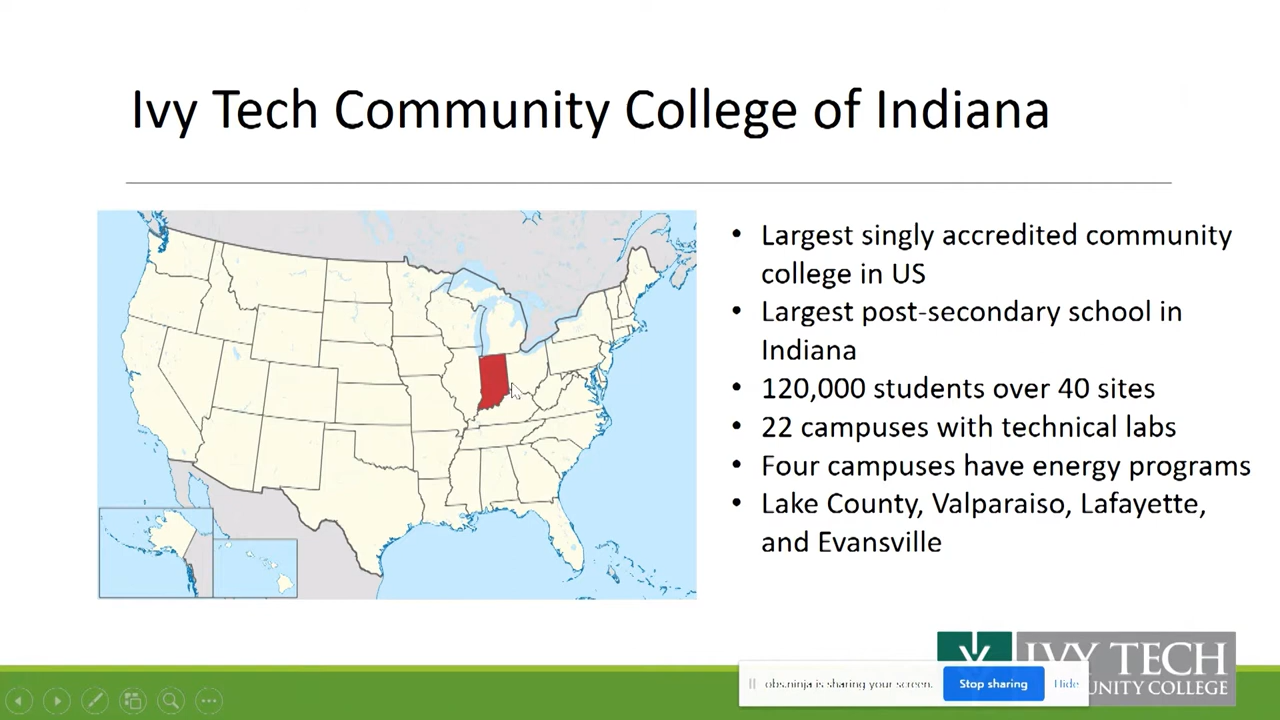 Ivy Tech Community College of Indiana
• Largest singly accredited community
college in US
• Largest post-secondary school in
Indiana
• 120,000 students over 40 sites
• 22 campuses with technical labs
• Four campuses have energy programs
• Lake County, Valparaiso, Lafayette,
and Evansville
IVY TECH
UNITY COLLEGE
obs.ninja is sharing your screen.
Stop sharing
Hide